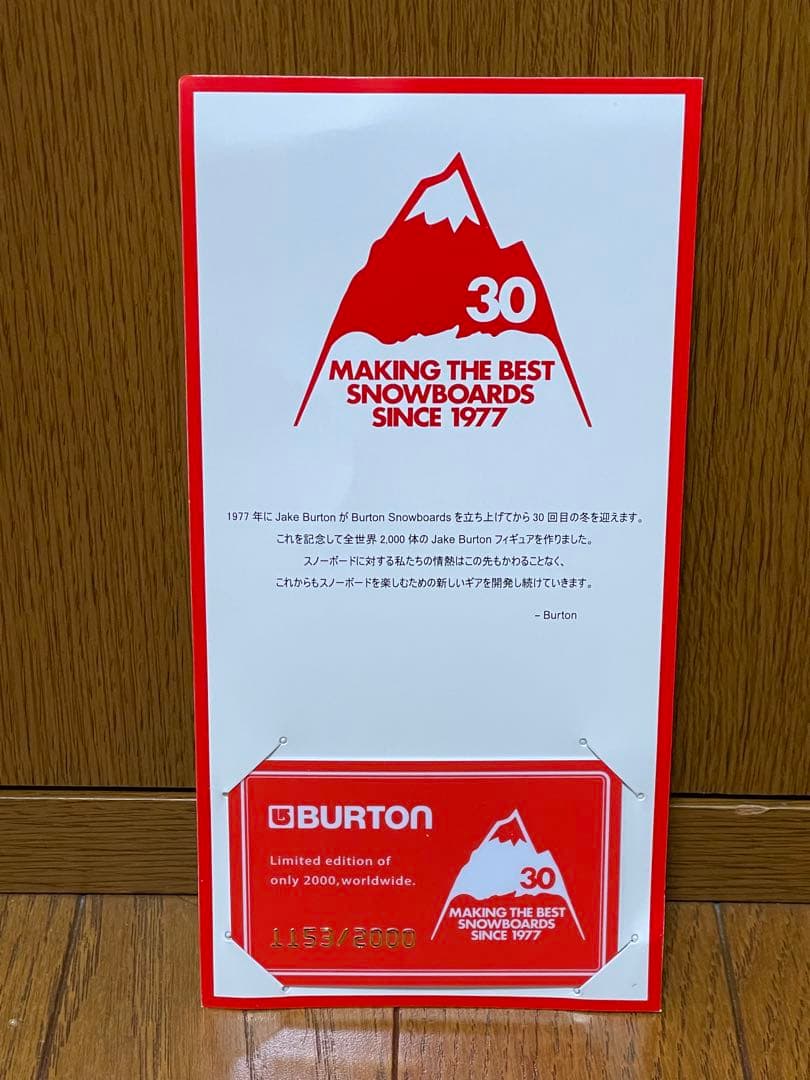 30
MAKING THE BEST
SNOWBOARDS
SINCE 1977
1977 年に Jake Burton が Burton Snowboards を立ち上げてから 30 回目の冬を迎えます。
これを記念して全世界 2,000 体の Jake Burton フィギュアを作りました。
スノーボードに対する私たちの情熱はこの先もかわることなく、
これからもスノーボードを楽しむための新しいギアを開発し続けていきます。
– Burton
BURTON
Limited edition of
only 2000,worldwide.
1153/2000
30
MAKING THE BEST
SNOWBOARDS
SINCE 1977